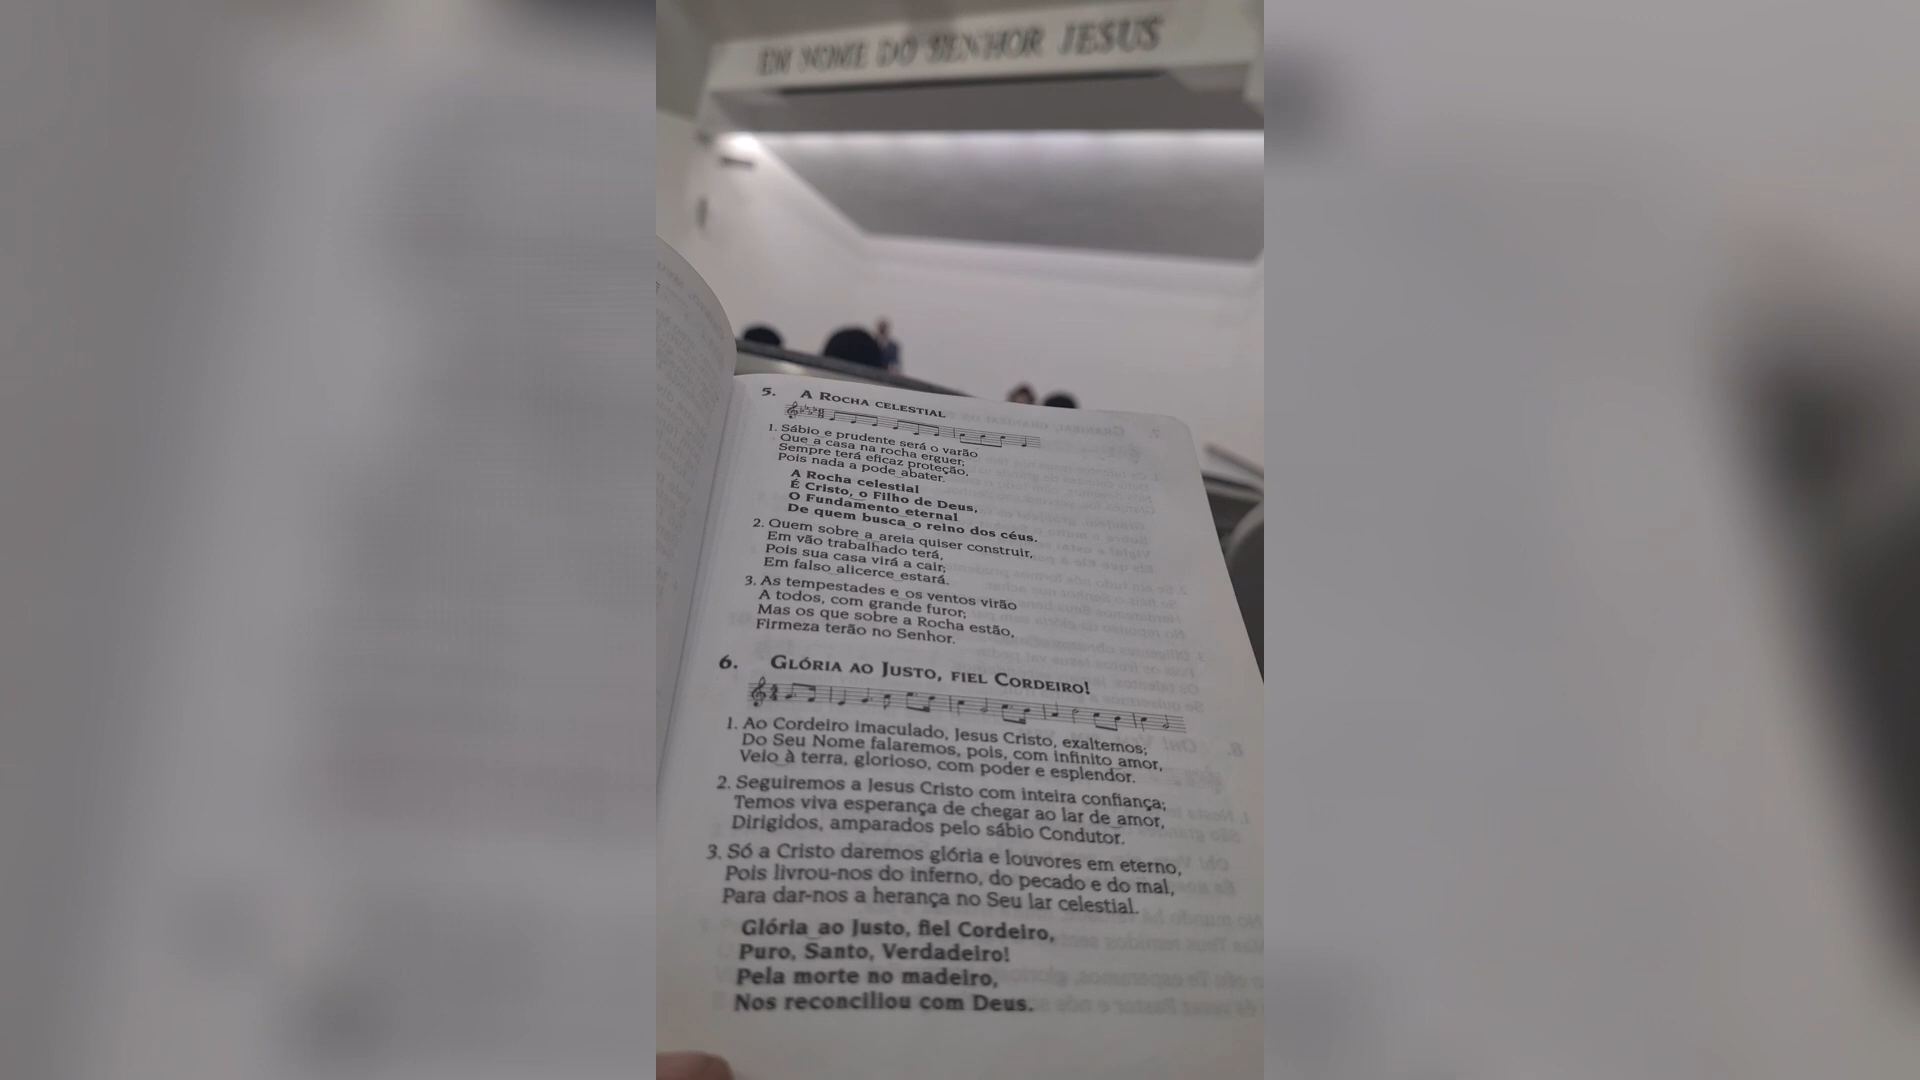 EM NOME DO SENHOR JESUS
5. A ROCHA CELESTIAL
1. Sábio e prudente será o varão
Que a casa na rocha erguer;
Sempre terá eficaz proteção,
Pois nada a pode abater.
A Rocha celestial
É Cristo, o Filho de Deus,
O Fundamento eternal
De quem busca o reino dos céus.
2. Quem sobre a areia quiser construir,
Em vão trabalhado terá,
Pois sua casa virá a cair;
Em falso alicerce estará.
3. As tempestades e os ventos virão
A todos, com grande furor;
Mas os que sobre a Rocha estão,
Firmeza terão no Senhor.
6. GLÓRIA AO JUSTO, FIEL CORDEIRO!
1. Ao Cordeiro imaculado, Jesus Cristo, exaltemos;
Do Seu Nome falaremos, pois, com infinito amor,
Veio à terra, glorioso, com poder e esplendor.
2. Seguiremos a Jesus Cristo com inteira confiança;
Temos viva esperança de chegar ao lar de amor,
Dirigidos, amparados pelo sábio Condutor.
3. Só a Cristo daremos glória e louvores em eterno,
Pois livrou-nos do inferno, do pecado e do mal,
Para dar-nos a herança no Seu lar celestial.
Glória ao Justo, fiel Cordeiro,
Puro, Santo, Verdadeiro!
Pela morte no madeiro,
Nos reconciliou com Deus.